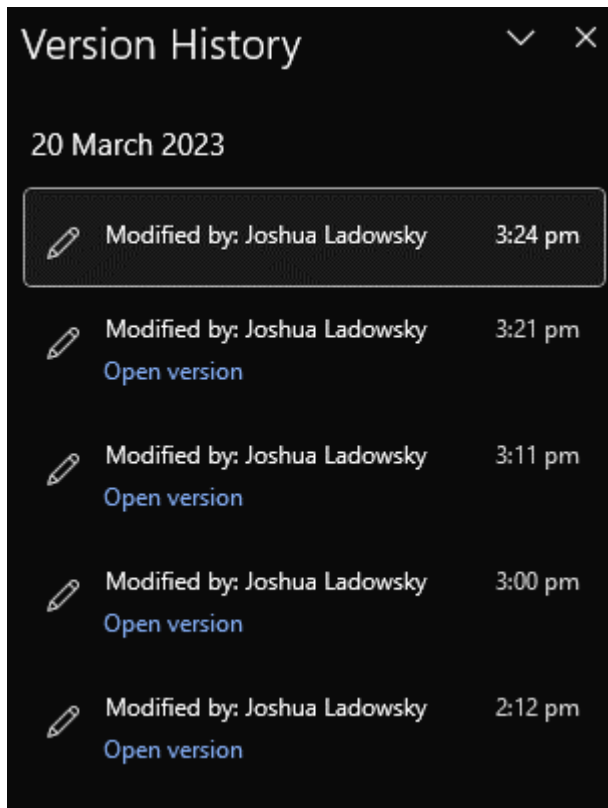 Version History
20 March 2023
Modified by: Joshua Ladowsky 3:24 pm
Modified by: Joshua Ladowsky 3:21 pm
Open version
Modified by: Joshua Ladowsky 3:11 pm
Open version
Modified by: Joshua Ladowsky 3:00 pm
Open version
Modified by: Joshua Ladowsky 2:12 pm
Open version